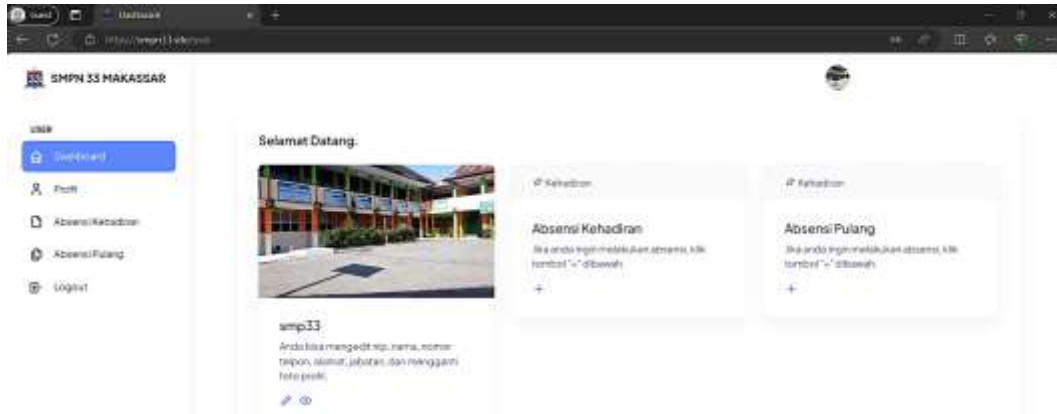 Guest
Dashboard
SMPN 33 MAKASSAR
USER
Dashboard
Profil
Absensi Kehadiran
Absensi Pulang
Logout
Selamat Datang.
smp33
Anda bisa mengedit nip, nama, nomor
telpon, alamat, jabatan, dan mengganti
foto profil.
Kehadiran
Absensi Kehadiran
Jika anda ingin melakukan absensi, klik
tombol "+" dibawah.
+
Kehadiran
Absensi Pulang
Jika anda ingin melakukan absensi, klik
tombol "+" dibawah.
+